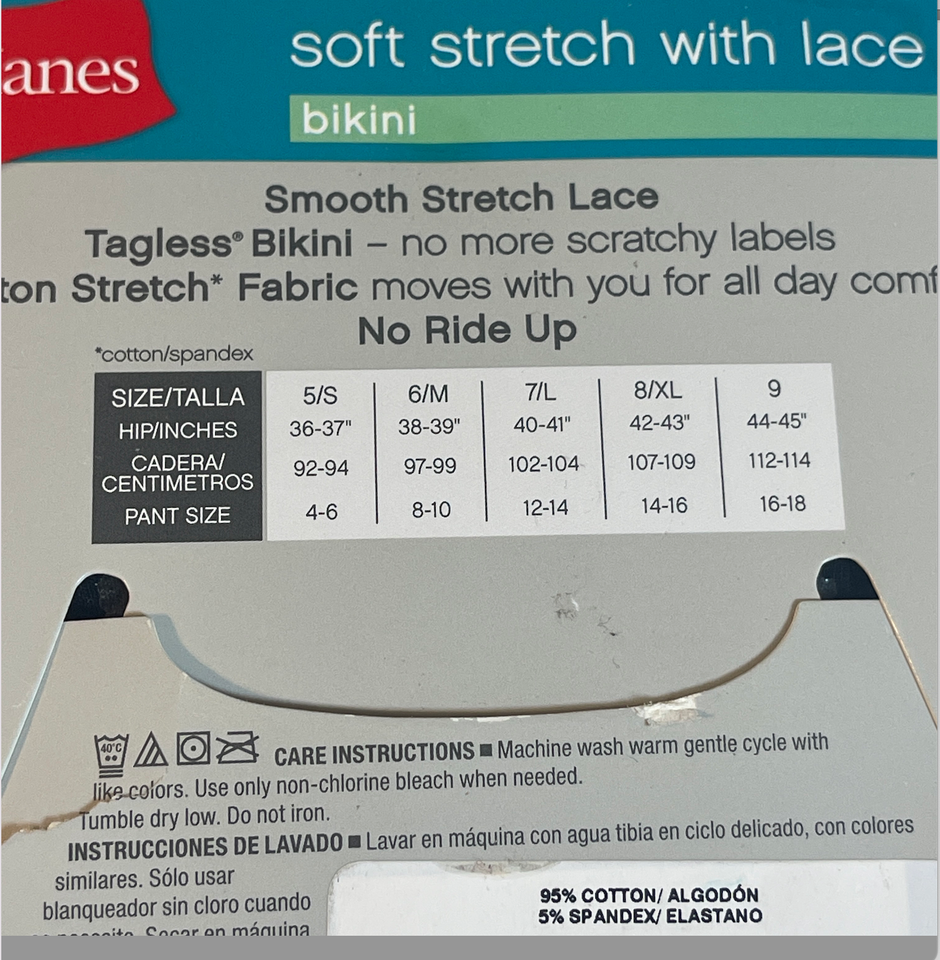 anes
soft stretch with lace
bikini
Smooth Stretch Lace
Tagless® Bikini – no more scratchy labels
ton Stretch* Fabric moves with you for all day comf
No Ride Up
*cotton/spandex
SIZE/TALLA 5/S 6/M 7/L 8/XL 9
HIP/INCHES 36-37" 38-39" 40-41" 42-43" 44-45"
CADERA/
CENTIMETROS 92-94 97-99 102-104 107-109 112-114
PANT SIZE 4-6 8-10 12-14 14-16 16-18
40°C CARE INSTRUCTIONS ■ Machine wash warm gentle cycle with
like colors. Use only non-chlorine bleach when needed.
Tumble dry low. Do not iron.
INSTRUCCIONES DE LAVADO ■ Lavar en máquina con agua tibia en ciclo delicado, con colores
similares. Sólo usar
blanqueador sin cloro cuando
Secar en máquina
95% COTTON/ ALGODÓN
5% SPANDEX/ ELASTANO